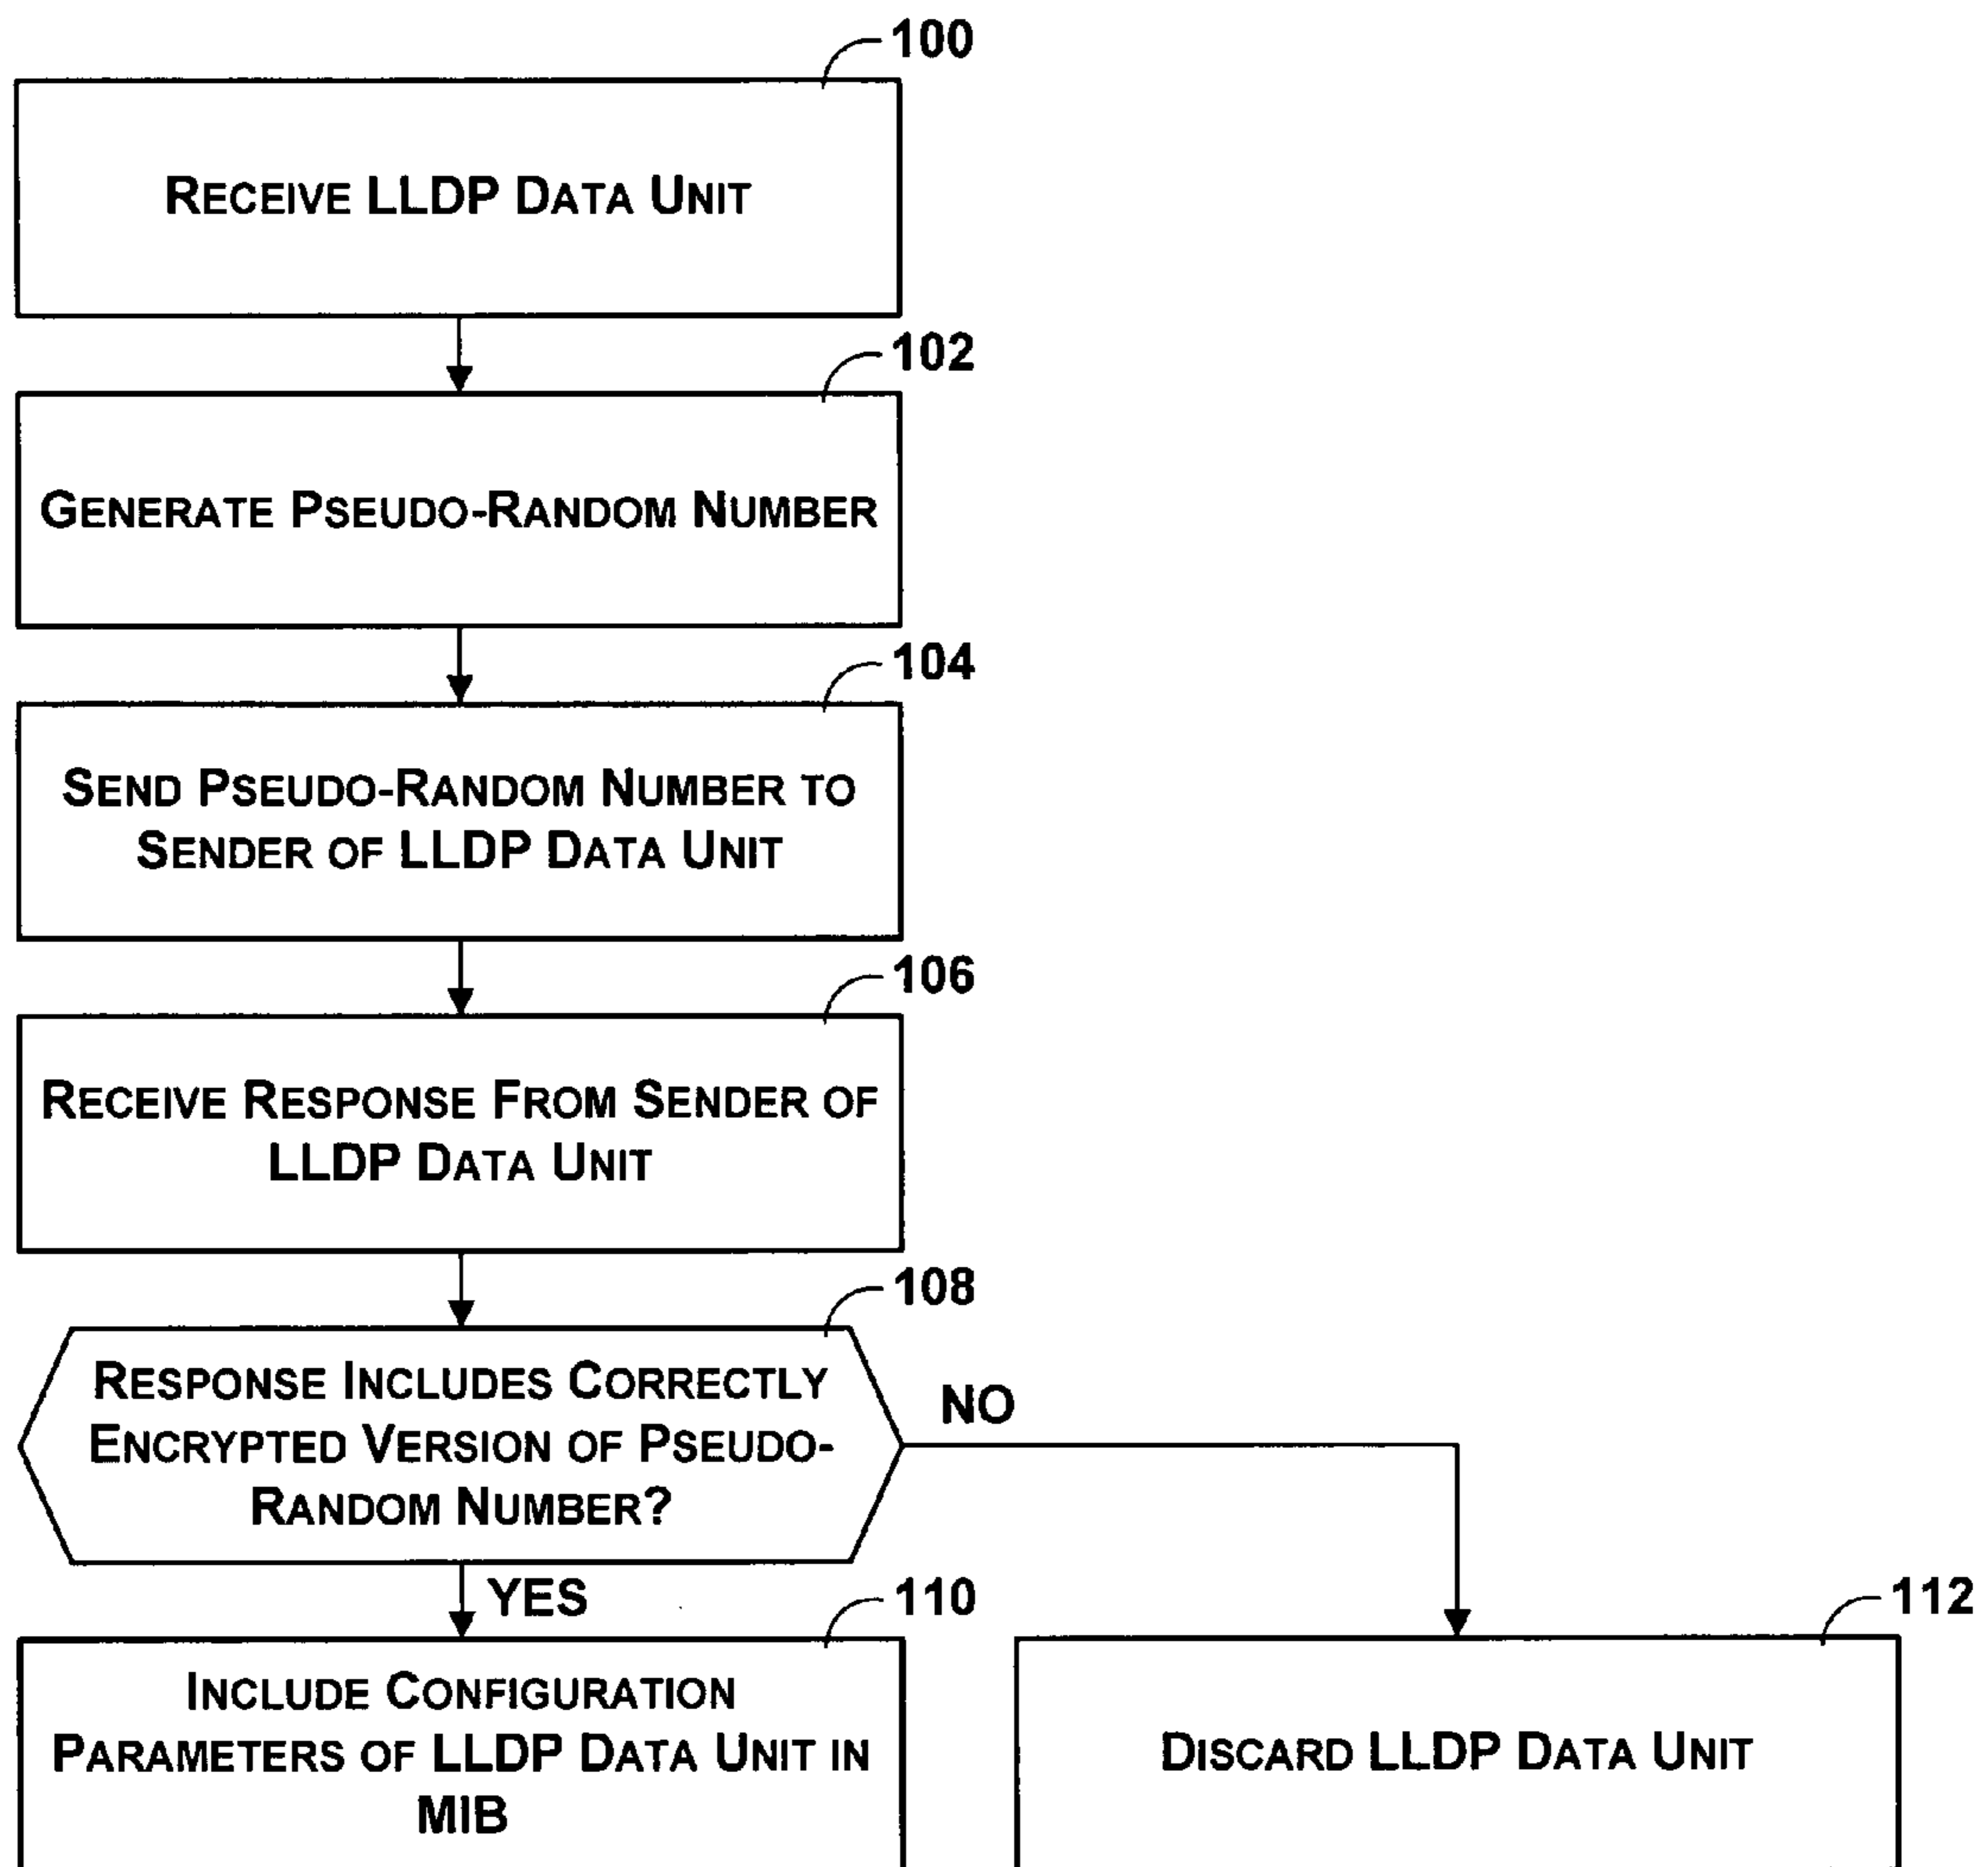 100
RECEIVE LLDP DATA UNIT
102
GENERATE PSEUDO-RANDOM NUMBER
104
SEND PSEUDO-RANDOM NUMBER TO
SENDER OF LLDP DATA UNIT
106
RECEIVE RESPONSE FROM SENDER OF
LLDP DATA UNIT
108
RESPONSE INCLUDES CORRECTLY
ENCRYPTED VERSION OF PSEUDO-
RANDOM NUMBER?
NO
YES
110
INCLUDE CONFIGURATION
PARAMETERS OF LLDP DATA UNIT IN
MIB
112
DISCARD LLDP DATA UNIT